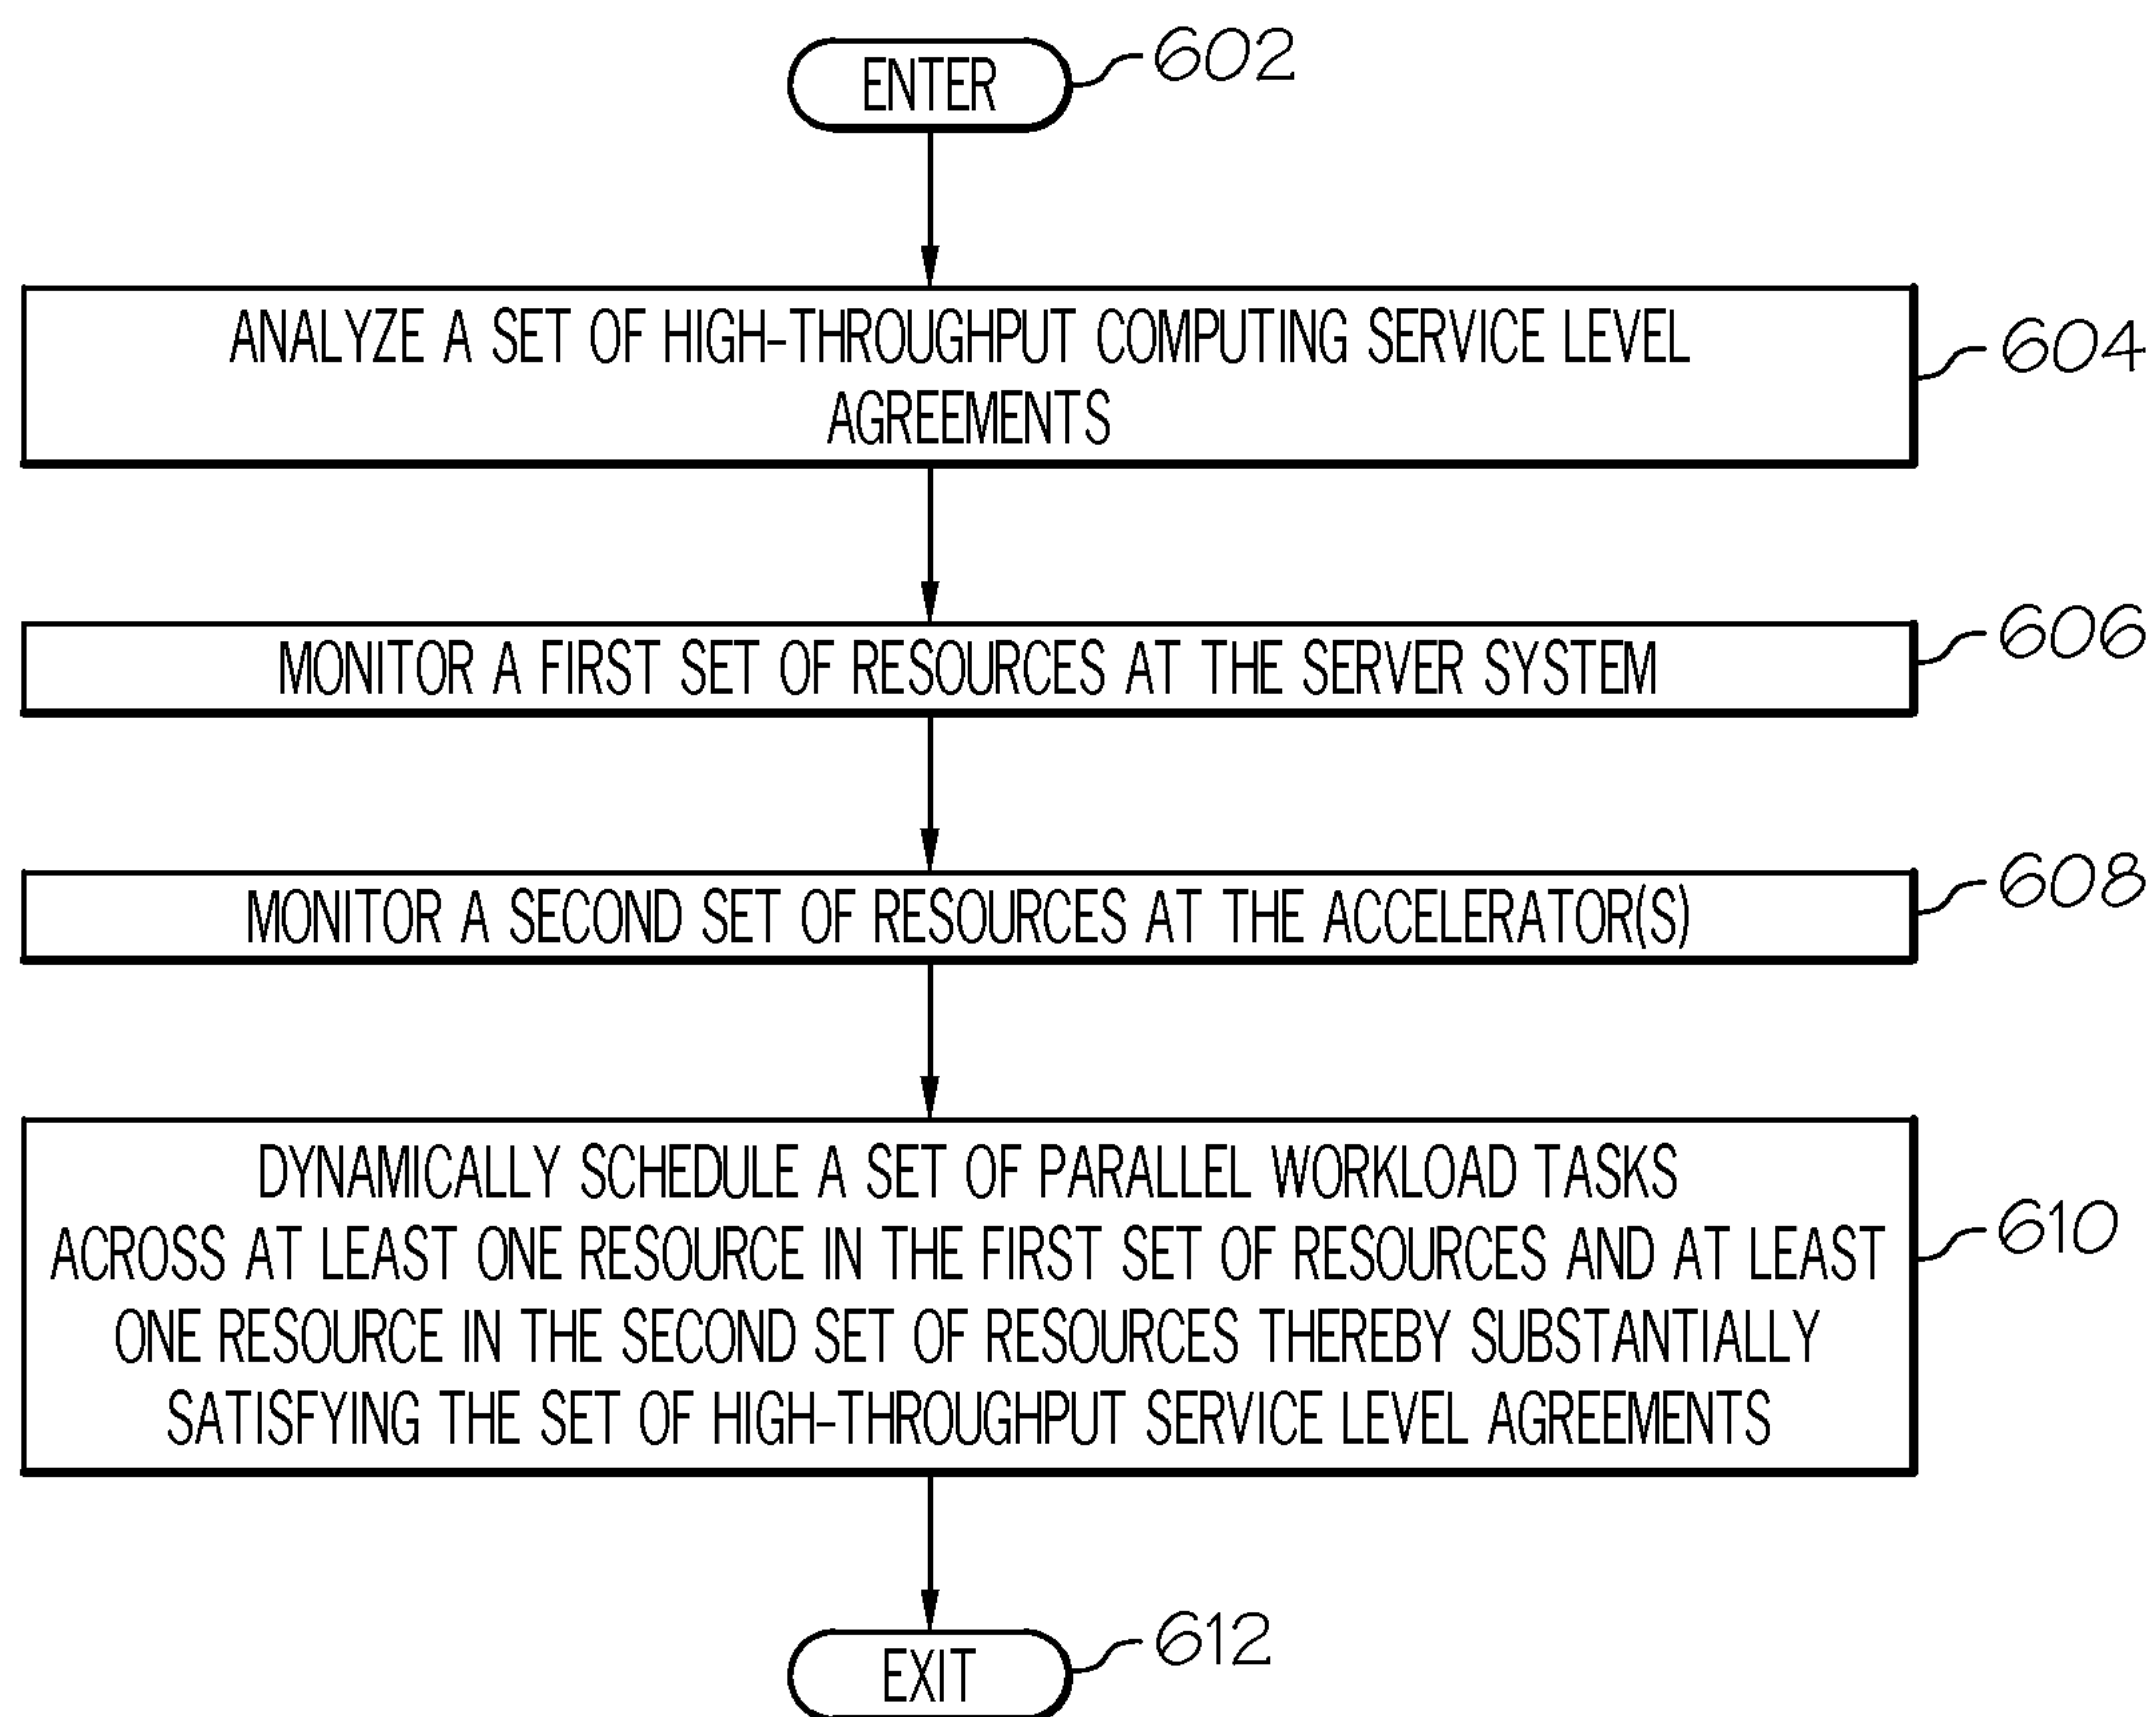 ENTER
602
ANALYZE A SET OF HIGH-THROUGHPUT COMPUTING SERVICE LEVEL
AGREEMENTS
604
MONITOR A FIRST SET OF RESOURCES AT THE SERVER SYSTEM
606
MONITOR A SECOND SET OF RESOURCES AT THE ACCELERATOR(S)
608
DYNAMICALLY SCHEDULE A SET OF PARALLEL WORKLOAD TASKS
ACROSS AT LEAST ONE RESOURCE IN THE FIRST SET OF RESOURCES AND AT LEAST
ONE RESOURCE IN THE SECOND SET OF RESOURCES THEREBY SUBSTANTIALLY
SATISFYING THE SET OF HIGH-THROUGHPUT SERVICE LEVEL AGREEMENTS
610
EXIT
612